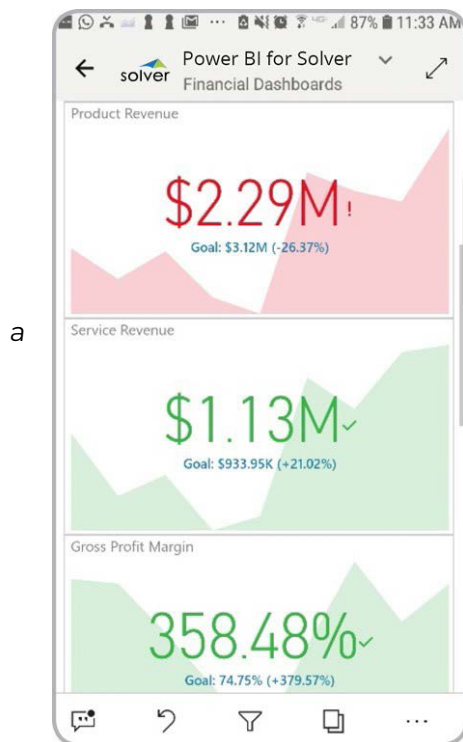 87% 11:33 AM
solver
Power BI for Solver
Financial Dashboards
Product Revenue
$2.29M!
Goal: $3.12M (-26.37%)
a
Service Revenue
$1.13M
Goal: $933.95K (+21.02%)
Gross Profit Margin
358.48%
Goal: 74.75% (+379.57%)